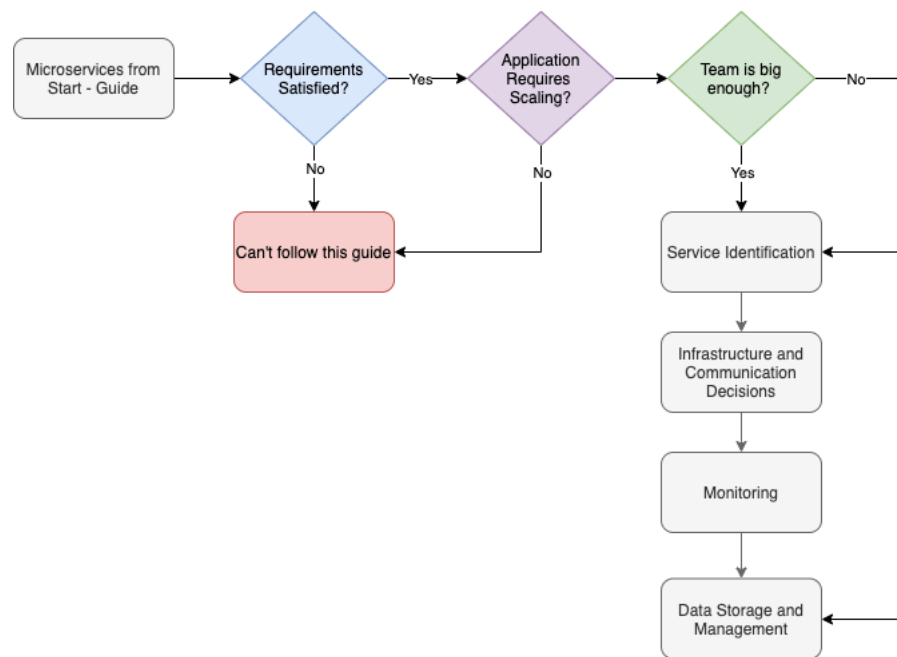 Microservices from
Start - Guide
Requirements
Satisfied?
Yes
Application
Requires
Scaling?
Team is big
enough?
No
No
No
Yes
Can't follow this guide
Service Identification
Infrastructure and
Communication
Decisions
Monitoring
Data Storage and
Management